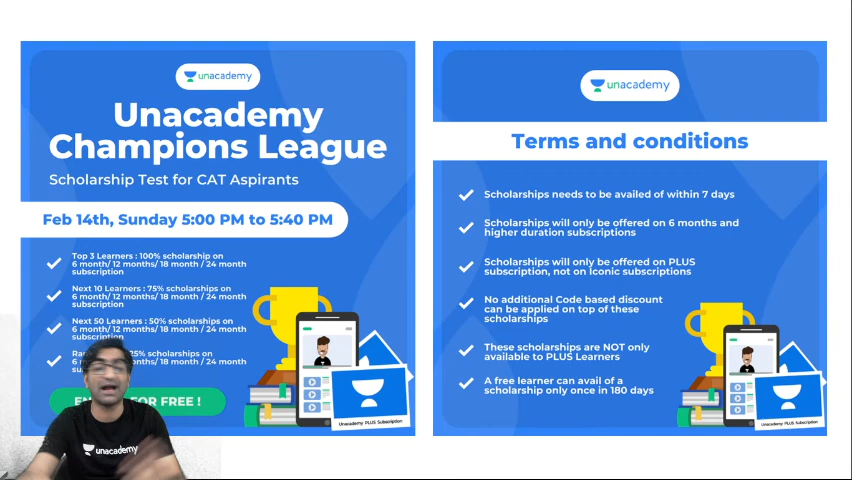 unacademy
Unacademy
Champions League
Scholarship Test for CAT Aspirants
Feb 14th, Sunday 5:00 PM to 5:40 PM
Top 3 Learners : 100% scholarship on
6 month/ 12 months/ 18 month / 24 month
subscription
Next 10 Learners : 75% scholarships on
6 month/ 12 months/ 18 month / 24 month
subscription
Next 50 Learners : 50% scholarships on
6 month/ 12 months/ 18 month / 24 month
subscription
25% scholarships on
months/ 18 month / 24 month
FOR FREE !
Unacademy PLUS Subscription
unacademy
unacademy
Terms and conditions
Scholarships needs to be availed of within 7 days
Scholarships will only be offered on 6 months and
higher duration subscriptions
Scholarships will only be offered on PLUS
subscription, not on Iconic subscriptions
No additional Code based discount
can be applied on top of these
scholarships
These scholarships are NOT only
available to PLUS Learners
A free learner can avail of a
scholarship only once in 180 days
Unacademy PLUS Subscription